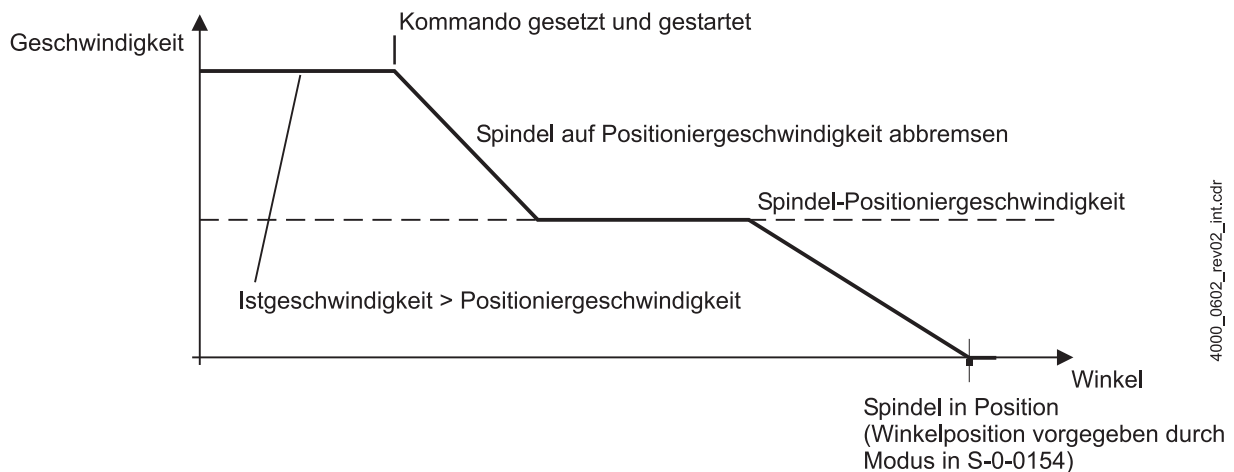 Kommando gesetzt und gestartet
Geschwindigkeit
Spindel auf Positioniergeschwindigkeit abbremsen
Spindel-Positioniergeschwindigkeit
Istgeschwindigkeit > Positioniergeschwindigkeit
Winkel
Spindel in Position
(Winkelposition vorgegeben durch
Modus in S-0-0154)
4000_0602_rev02_int.cdr